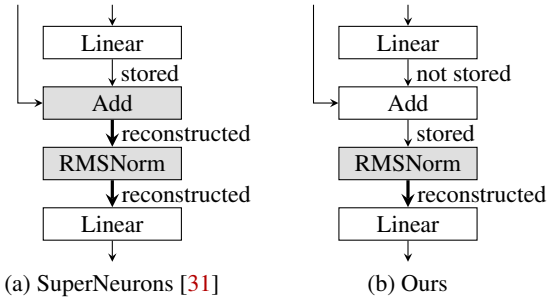 Linear
stored
Add
reconstructed
RMSNorm
reconstructed
Linear
(a) SuperNeurons [31]
Linear
not stored
Add
stored
RMSNorm
reconstructed
Linear
(b) Ours